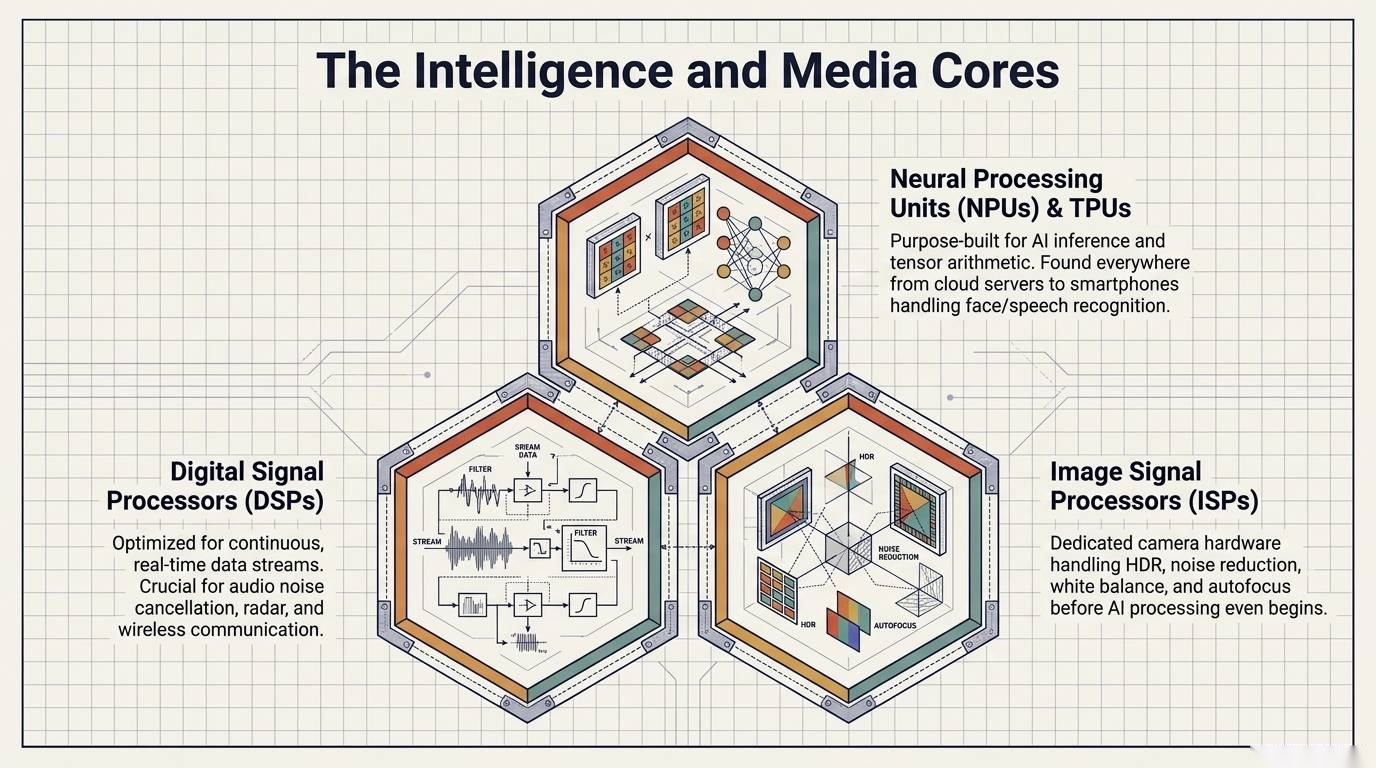 The Intelligence and Media Cores
Neural Processing
Units (NPUs) & TPUs
Purpose-built for AI inference and
tensor arithmetic. Found everywhere
from cloud servers to smartphones
handling face/speech recognition.
Digital Signal
Processors (DSPs)
Optimized for continuous,
real-time data streams.
Crucial for audio noise
cancellation, radar, and
wireless communication.
SREAM
DATA
FILTER
STREAM
FILTER
STREAM
HDR
NOISE
REDUCTION
HDR
AUTOFOCUS
Image Signal
Processors (ISPs)
Dedicated camera hardware
handling HDR, noise reduction,
white balance, and autofocus
before AI processing even begins.